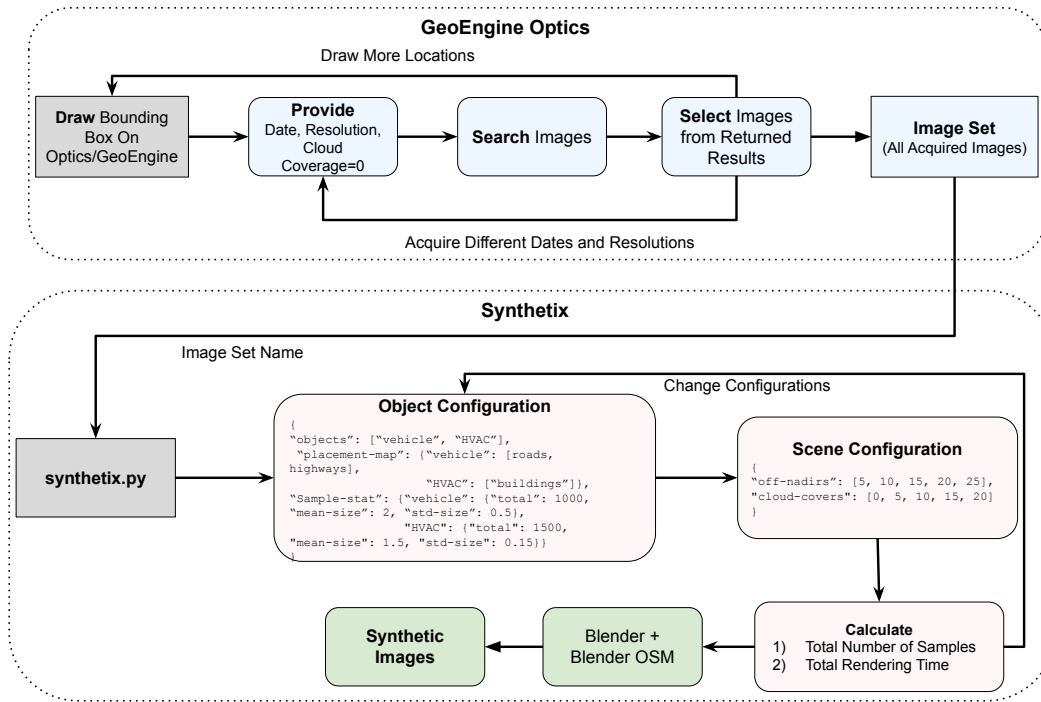 GeoEngine Optics
Draw More Locations
Draw Bounding
Box On
Optics/GeoEngine
Provide
Date, Resolution,
Cloud
Coverage=0
Search Images
Select Images
from Returned
Results
Image Set
(All Acquired Images)
Acquire Different Dates and Resolutions
Synthetix
Image Set Name
Change Configurations
synthetix.py
Object Configuration
{
“objects”: [“vehicle”, “HVAC”],
“placement-map”: {“vehicle”: [roads,
highways],
“HVAC”: [“buildings”]},
“Sample-stat”: {“vehicle”: {“total”: 1000,
“mean-size”: 2, “std-size”: 0.5},
"HVAC": {"total": 1500,
"mean-size": 1.5, "std-size": 0.15}}
}
Scene Configuration
{
“off-nadirs": [5, 10, 15, 20, 25],
"cloud-covers": [0, 5, 10, 15, 20]
}
Calculate
1) Total Number of Samples
2) Total Rendering Time
Blender +
Blender OSM
Synthetic
Images